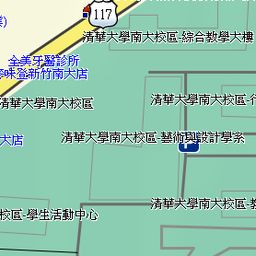 117
清華大學南大校區-綜合教學大樓
全美牙醫診所
味登新竹南大店
清華大學南大校區
清華大學南大校區-行
大店
清華大學南大校區-藝術與設計學系
P
清華大學南大校區-教
校區-學生活動中心